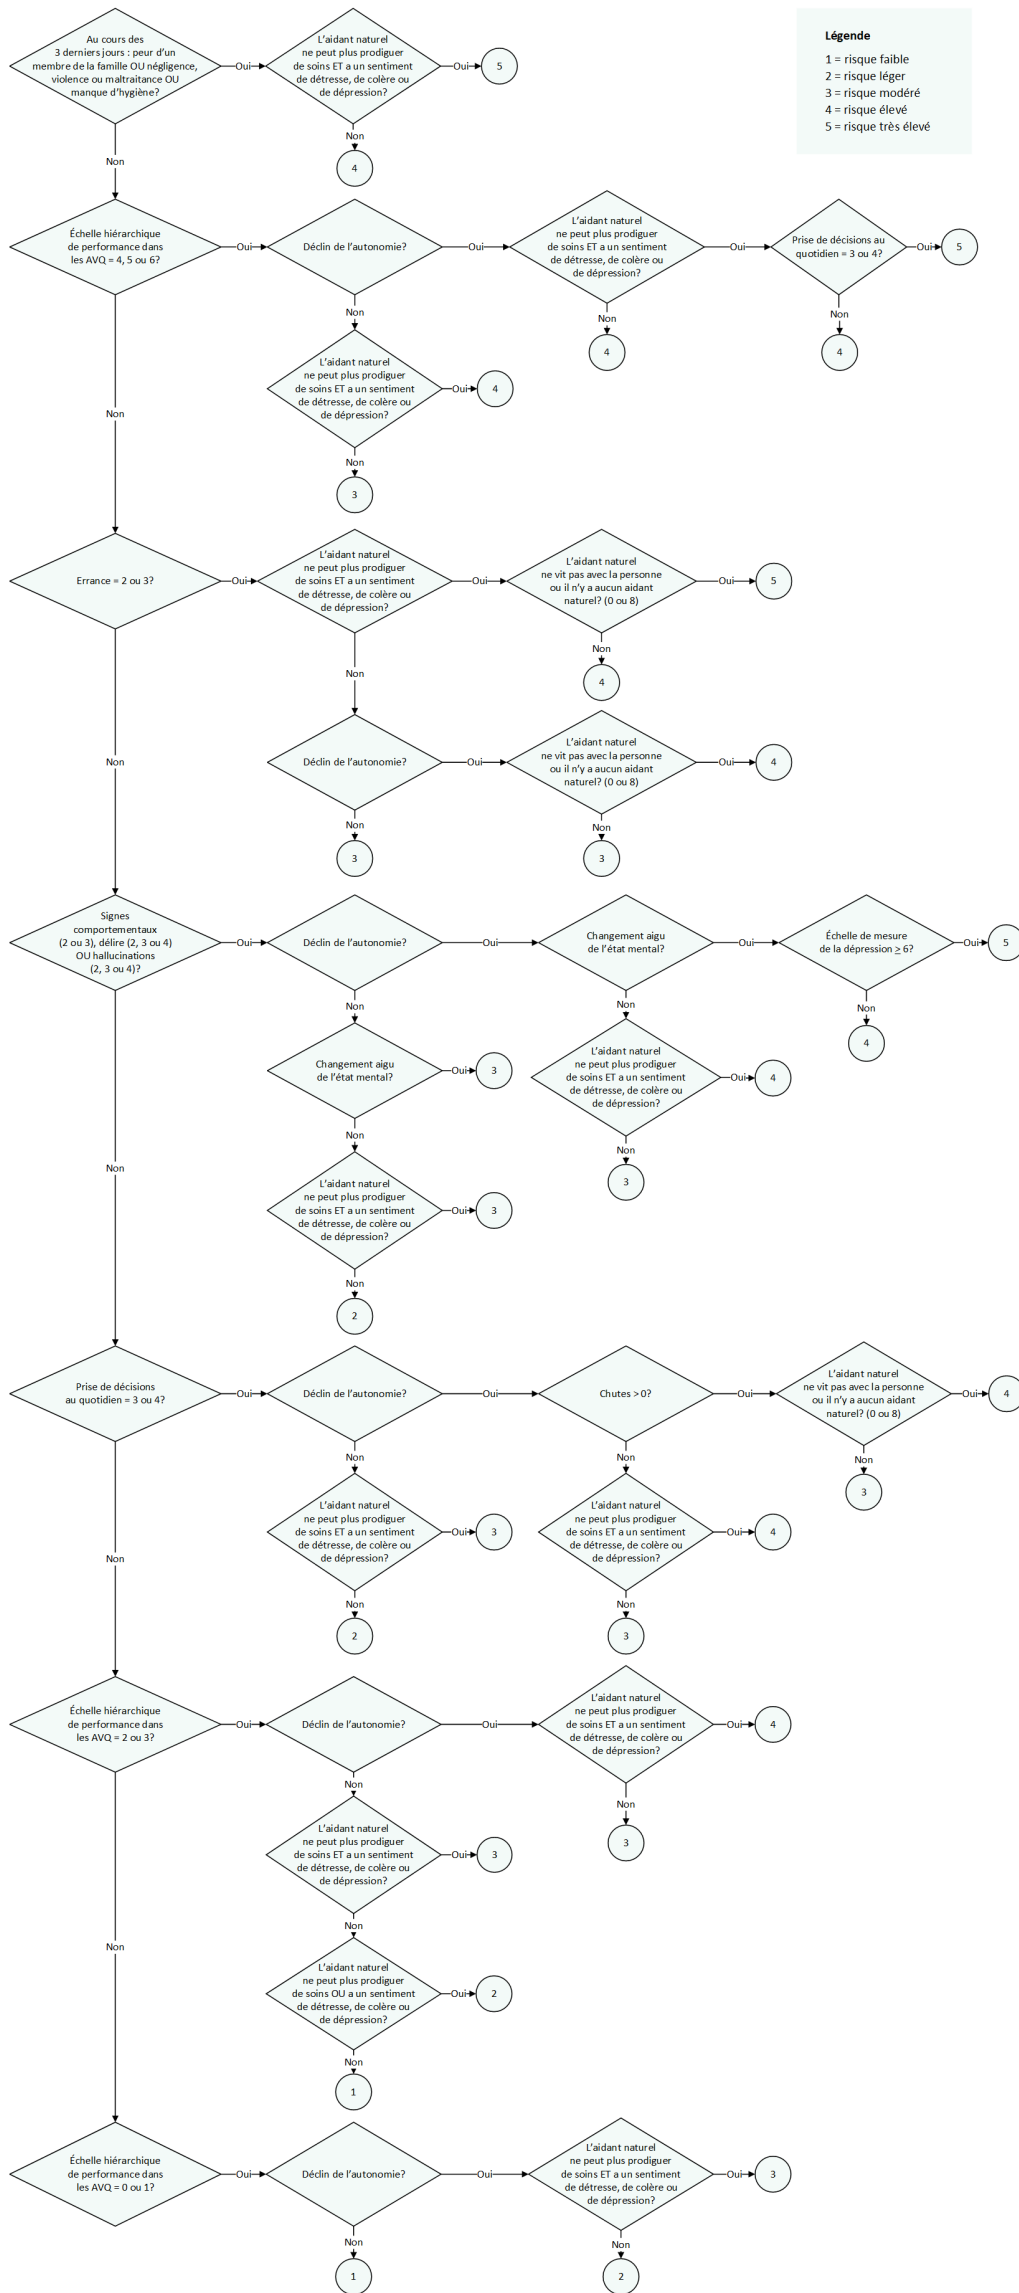 Au cours des
3 derniers jours : peur d'un
membre de la famille OU négligence,
violence ou maltraitance OU
manque d'hygiène?
Oui
L'aidant naturel
ne peut plus prodiguer
de soins ET a un sentiment
de détresse, de colère ou
de dépression?
Oui
5
Non
4
Non
Légende
1 = risque faible
2 = risque léger
3 = risque modéré
4 = risque élevé
5 = risque très élevé
Échelle hiérarchique
de performance dans
les AVQ = 4, 5 ou 6?
Oui
Déclin de l'autonomie?
Oui
L'aidant naturel
ne peut plus prodiguer
de soins ET a un sentiment
de détresse, de colère ou
de dépression?
Oui
Prise de décisions au
quotidien = 3 ou 4?
Oui
5
Non
Non
Non
4
4
L'aidant naturel
ne peut plus prodiguer
de soins ET a un sentiment
de détresse, de colère ou
de dépression?
Oui
4
Non
Non
3
Errance = 2 ou 3?
Oui
L'aidant naturel
ne peut plus prodiguer
de soins ET a un sentiment
de détresse, de colère ou
de dépression?
Oui
L'aidant naturel
ne vit pas avec la personne
ou il n'y a aucun aidant
naturel? (0 ou 8)
Oui
5
Non
4
Non
Non
Déclin de l'autonomie?
Oui
L'aidant naturel
ne vit pas avec la personne
ou il n'y a aucun aidant
naturel? (0 ou 8)
Oui
4
Non
Non
3
3
Signes
comportementaux
(2 ou 3), délire (2, 3 ou 4)
OU hallucinations
(2, 3 ou 4)?
Oui
Déclin de l'autonomie?
Oui
Changement aigu
de l'état mental?
Oui
Échelle de mesure
de la dépression ≥ 6?
Oui
5
Non
Non
Non
4
Changement aigu
de l'état mental?
Oui
3
L'aidant naturel
ne peut plus prodiguer
de soins ET a un sentiment
de détresse, de colère ou
de dépression?
Oui
4
Non
Non
3
Non
L'aidant naturel
ne peut plus prodiguer
de soins ET a un sentiment
de détresse, de colère ou
de dépression?
Oui
3
Non
2
Prise de décisions
au quotidien = 3 ou 4?
Oui
Déclin de l'autonomie?
Oui
Chutes > 0?
Oui
L'aidant naturel
ne vit pas avec la personne
ou il n'y a aucun aidant
naturel? (0 ou 8)
Oui
4
Non
Non
Non
3
L'aidant naturel
ne peut plus prodiguer
de soins ET a un sentiment
de détresse, de colère ou
de dépression?
Oui
3
L'aidant naturel
ne peut plus prodiguer
de soins ET a un sentiment
de détresse, de colère ou
de dépression?
Oui
4
Non
Non
Non
2
3
Échelle hiérarchique
de performance dans
les AVQ = 2 ou 3?
Oui
Déclin de l'autonomie?
Oui
L'aidant naturel
ne peut plus prodiguer
de soins ET a un sentiment
de détresse, de colère ou
de dépression?
Oui
4
Non
Non
3
L'aidant naturel
ne peut plus prodiguer
de soins ET a un sentiment
de détresse, de colère ou
de dépression?
Oui
3
Non
Non
L'aidant naturel
ne peut plus prodiguer
de soins OU a un sentiment
de détresse, de colère ou
de dépression?
Oui
2
Non
1
Échelle hiérarchique
de performance dans
les AVQ = 0 ou 1?
Oui
Déclin de l'autonomie?
Oui
L'aidant naturel
ne peut plus prodiguer
de soins ET a un sentiment
de détresse, de colère ou
de dépression?
Oui
3
Non
Non
1
2